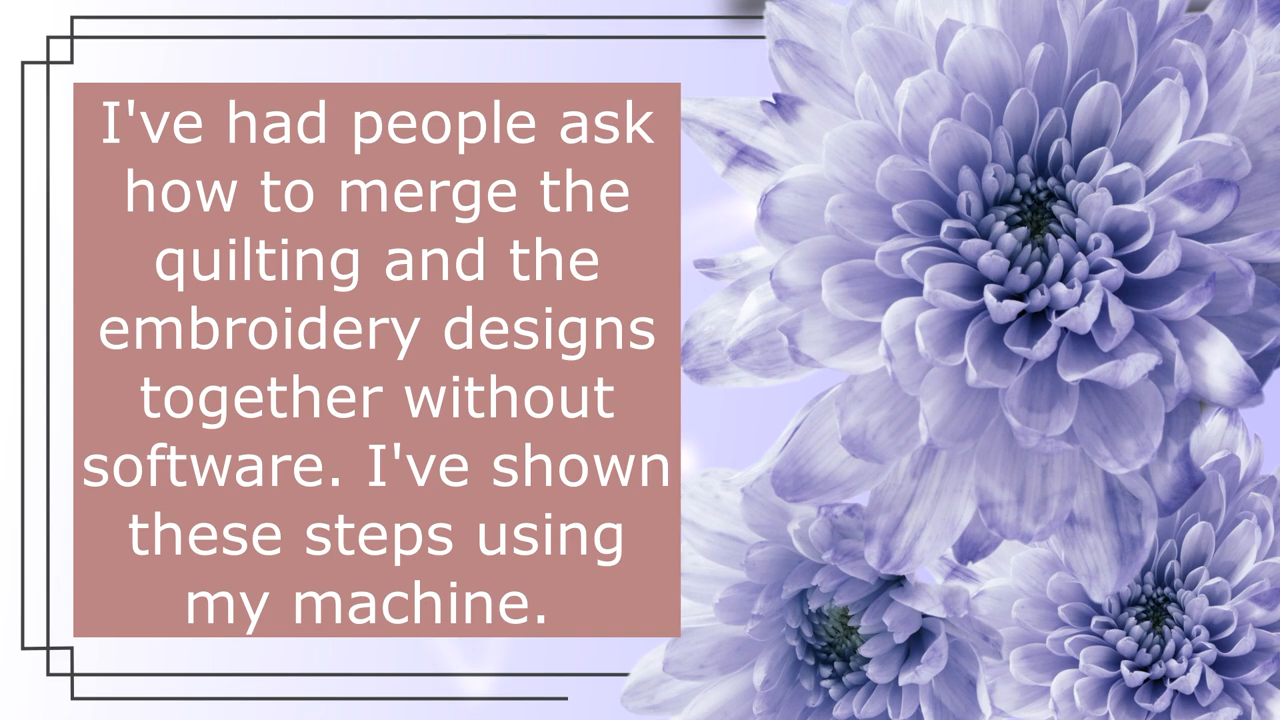 I've had people ask
how to merge the
quilting and the
embroidery designs
together without
software. I've shown
these steps using
my machine.